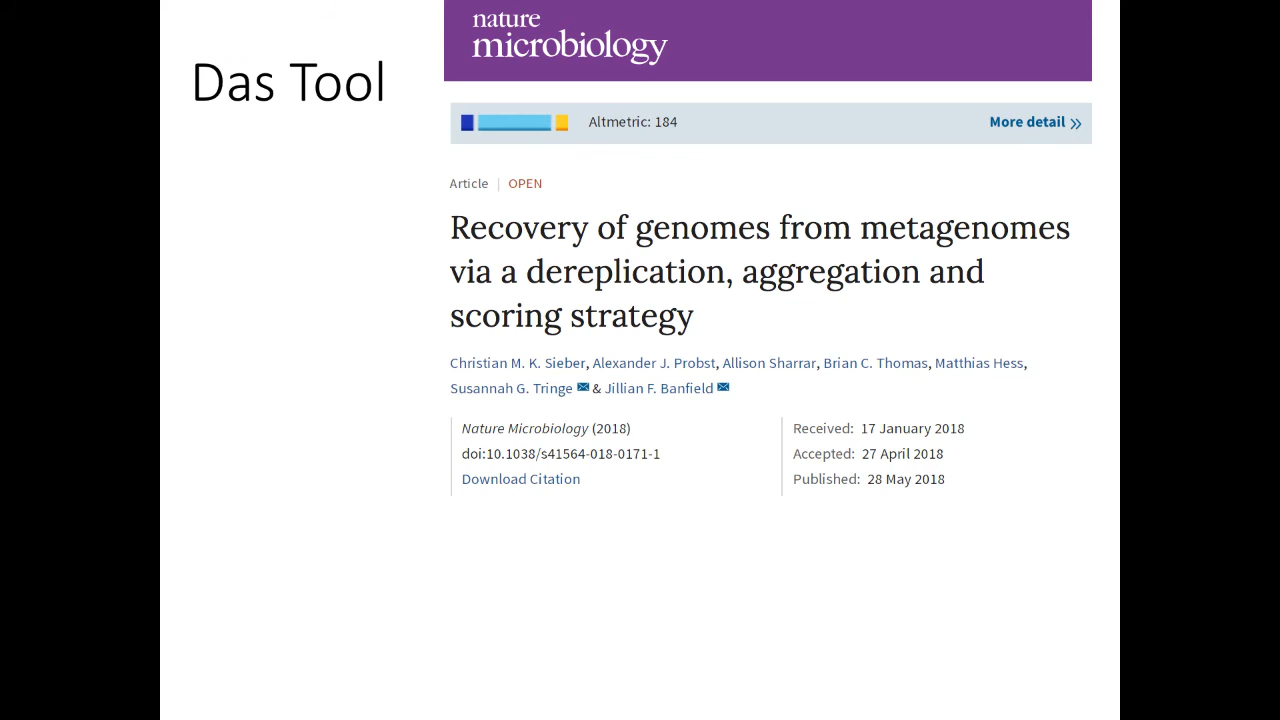 Das Tool
nature
microbiology
Altmetric: 184 More detail »
Article | OPEN
Recovery of genomes from metagenomes
via a dereplication, aggregation and
scoring strategy
Christian M. K. Sieber, Alexander J. Probst, Allison Sharrar, Brian C. Thomas, Matthias Hess,
Susannah G. Tringe & Jillian F. Banfield
Nature Microbiology (2018)
doi:10.1038/s41564-018-0171-1
Download Citation
Received: 17 January 2018
Accepted: 27 April 2018
Published: 28 May 2018